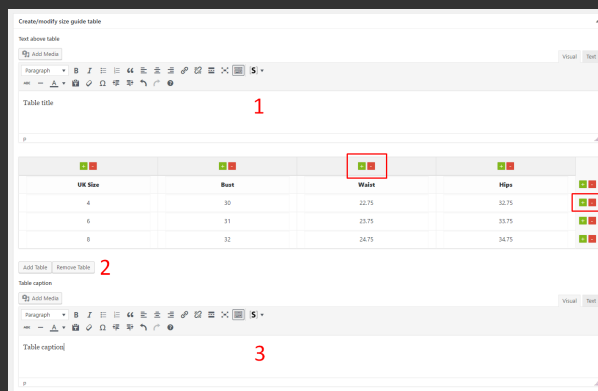 Create/modify size guide table
Text above table
Add Media
Visual Text
Paragraph B I
ABC A Ω
Table title
1
P
+ - + - + - + -
UK Size Bust Waist Hips + -
4 30 22.75 32.75 + -
6 31 23.75 33.75 + -
8 32 24.75 34.75 + -
Add Table Remove Table 2
Table caption
Add Media
Visual Text
Paragraph B I
ABC A Ω
Table caption
3
P